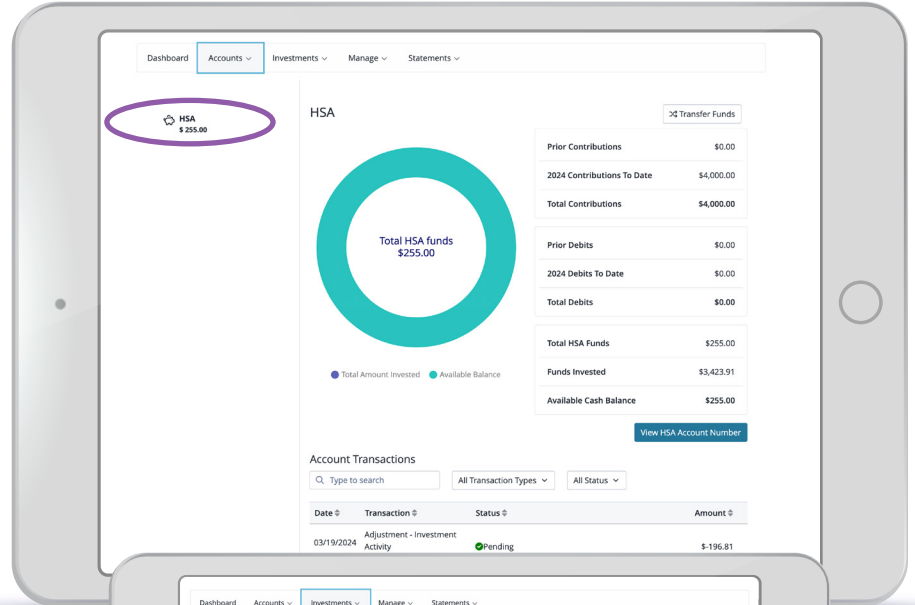 Dashboard Accounts Investments Manage Statements
HSA
$ 255.00
HSA
Transfer Funds
Total HSA funds
$255.00
Total Amount Invested Available Balance
Prior Contributions $0.00
2024 Contributions To Date $4,000.00
Total Contributions $4,000.00
Prior Debits $0.00
2024 Debits To Date $0.00
Total Debits $0.00
Total HSA Funds $255.00
Funds Invested $3,423.91
Available Cash Balance $255.00
View HSA Account Number
Account Transactions
Type to search All Transaction Types All Status
Date Transaction Status Amount
03/19/2024 Adjustment - Investment Activity Pending $-196.81
Dashboard Accounts Investments Manage Statements